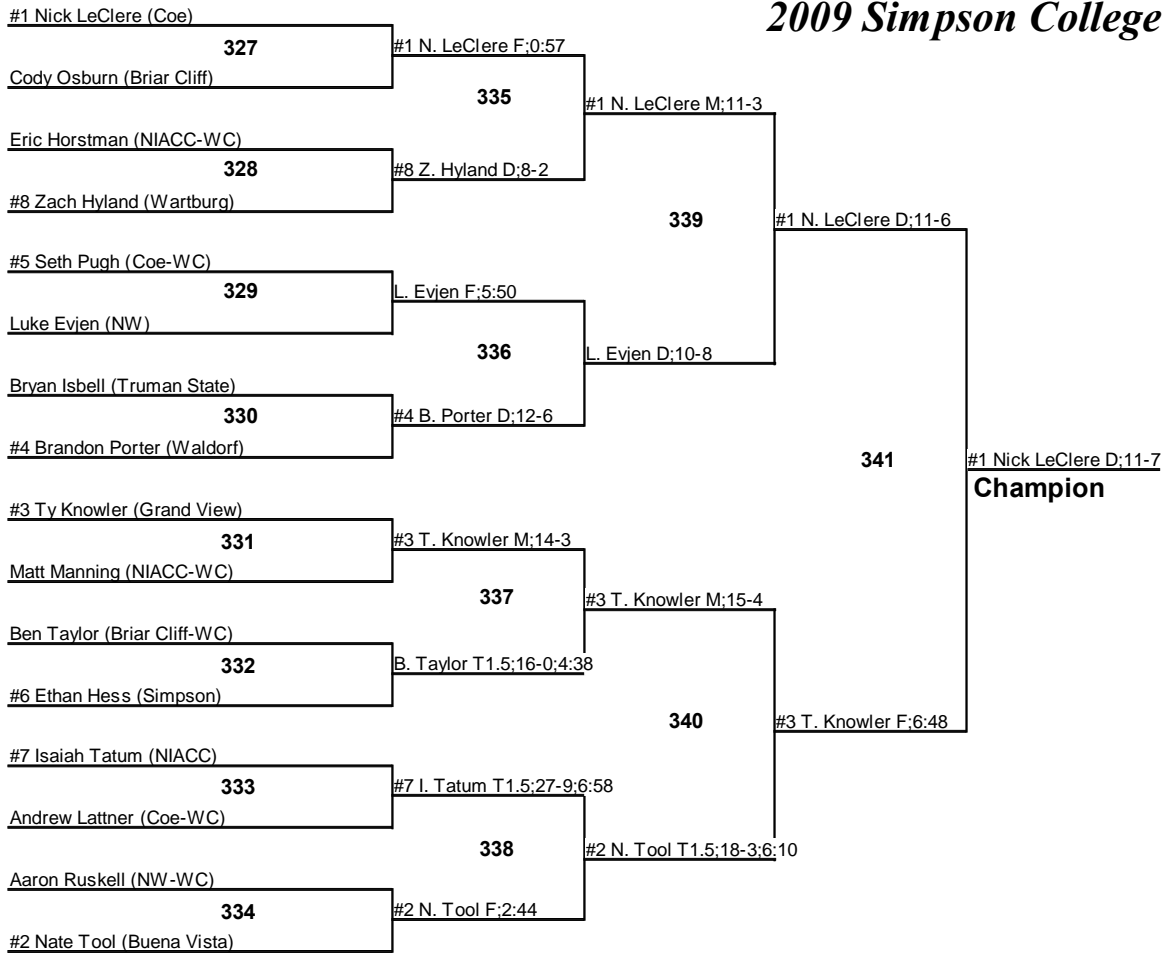 2009 Simpson College
#1 Nick LeClere (Coe)
327
#1 N. LeClere F;0:57
Cody Osburn (Briar Cliff)
335
#1 N. LeClere M;11-3
Eric Horstman (NIACC-WC)
328
#8 Z. Hyland D;8-2
#8 Zach Hyland (Wartburg)
339
#1 N. LeClere D;11-6
#5 Seth Pugh (Coe-WC)
329
L. Evjen F;5:50
Luke Evjen (NW)
336
L. Evjen D;10-8
Bryan Isbell (Truman State)
330
#4 B. Porter D;12-6
#4 Brandon Porter (Waldorf)
341
#1 Nick LeClere D;11-7
Champion
#3 Ty Knowler (Grand View)
331
#3 T. Knowler M;14-3
Matt Manning (NIACC-WC)
337
#3 T. Knowler M;15-4
Ben Taylor (Briar Cliff-WC)
332
B. Taylor T1.5;16-0;4:38
#6 Ethan Hess (Simpson)
340
#3 T. Knowler F;6:48
#7 Isaiah Tatum (NIACC)
333
#7 I. Tatum T1.5;27-9;6:58
Andrew Lattner (Coe-WC)
338
#2 N. Tool T1.5;18-3;6:10
Aaron Ruskell (NW-WC)
334
#2 N. Tool F;2:44
#2 Nate Tool (Buena Vista)